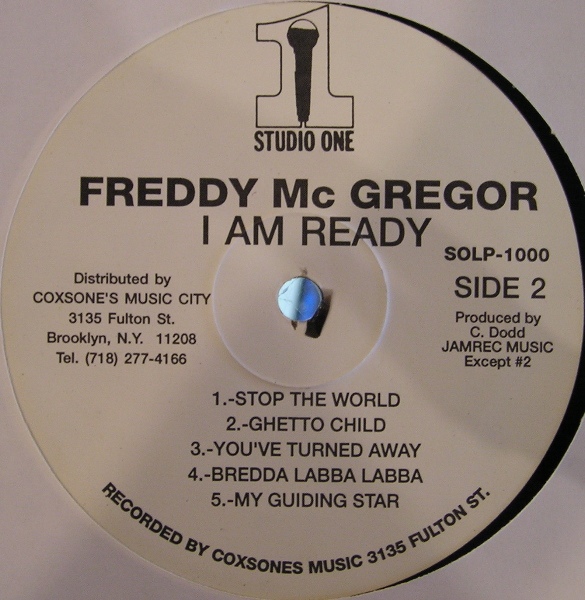 1
STUDIO ONE
FREDDY Mc GREGOR
I AM READY
SOLP-1000
SIDE 2
Distributed by
COXSONE'S MUSIC CITY
3135 Fulton St.
Brooklyn, N.Y. 11208
Tel. (718) 277-4166
Produced by
C. Dodd
JAMREC MUSIC
Except #2
1.-STOP THE WORLD
2.-GHETTO CHILD
3.-YOU'VE TURNED AWAY
4.-BREDDA LABBA LABBA
5.-MY GUIDING STAR
RECORDED BY COXSONES MUSIC 3135 FULTON ST.